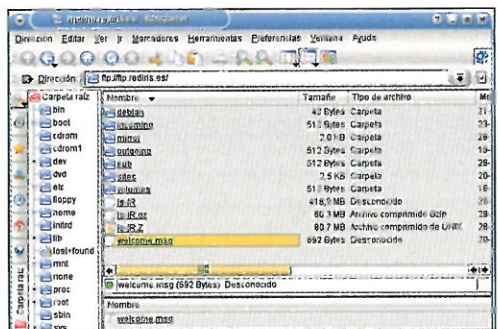 Dirección Editar Ver Ir Marcadores Herramientas Preferencias Ventana Ayuda
Dirección ftp://ftp.rediris.es/
Carpeta raíz
bin
boot
cdrom
cdrom1
dev
dvd
etc
floppy
home
initrd
lib
lost+found
mnt
none
proc
root
sbin
sys
Carpeta raíz
Nombre Tamaño Tipo de archivo
debian 42 Bytes Carpeta
incoming 512 Bytes Carpeta
mirror 2.0 KB Carpeta
outgoing 512 Bytes Carpeta
pub 512 Bytes Carpeta
sites 2.5 KB Carpeta
volumes 512 Bytes Carpeta
ls-lR 418,9 MB Desconocido
ls-lR.gz 60.3 MB Archivo comprimido Gzip
ls-lR.Z 80.7 MB Archivo comprimido de UNIX
welcome.msg 692 Bytes Desconocido
welcome.msg (692 Bytes) Desconocido
Nombre
welcome.msg